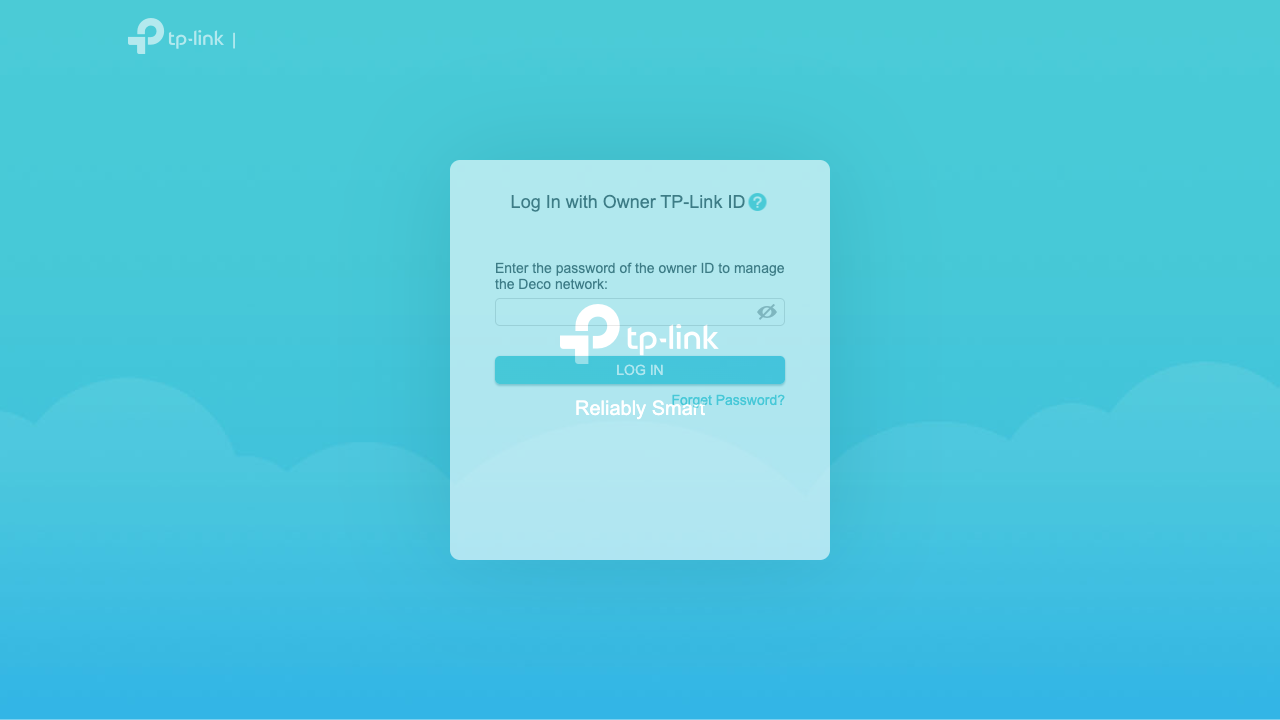 tp-link |
Log In with Owner TP-Link ID ?
Enter the password of the owner ID to manage
the Deco network:
tp-link
LOG IN
Forget Password?
Reliably Smart